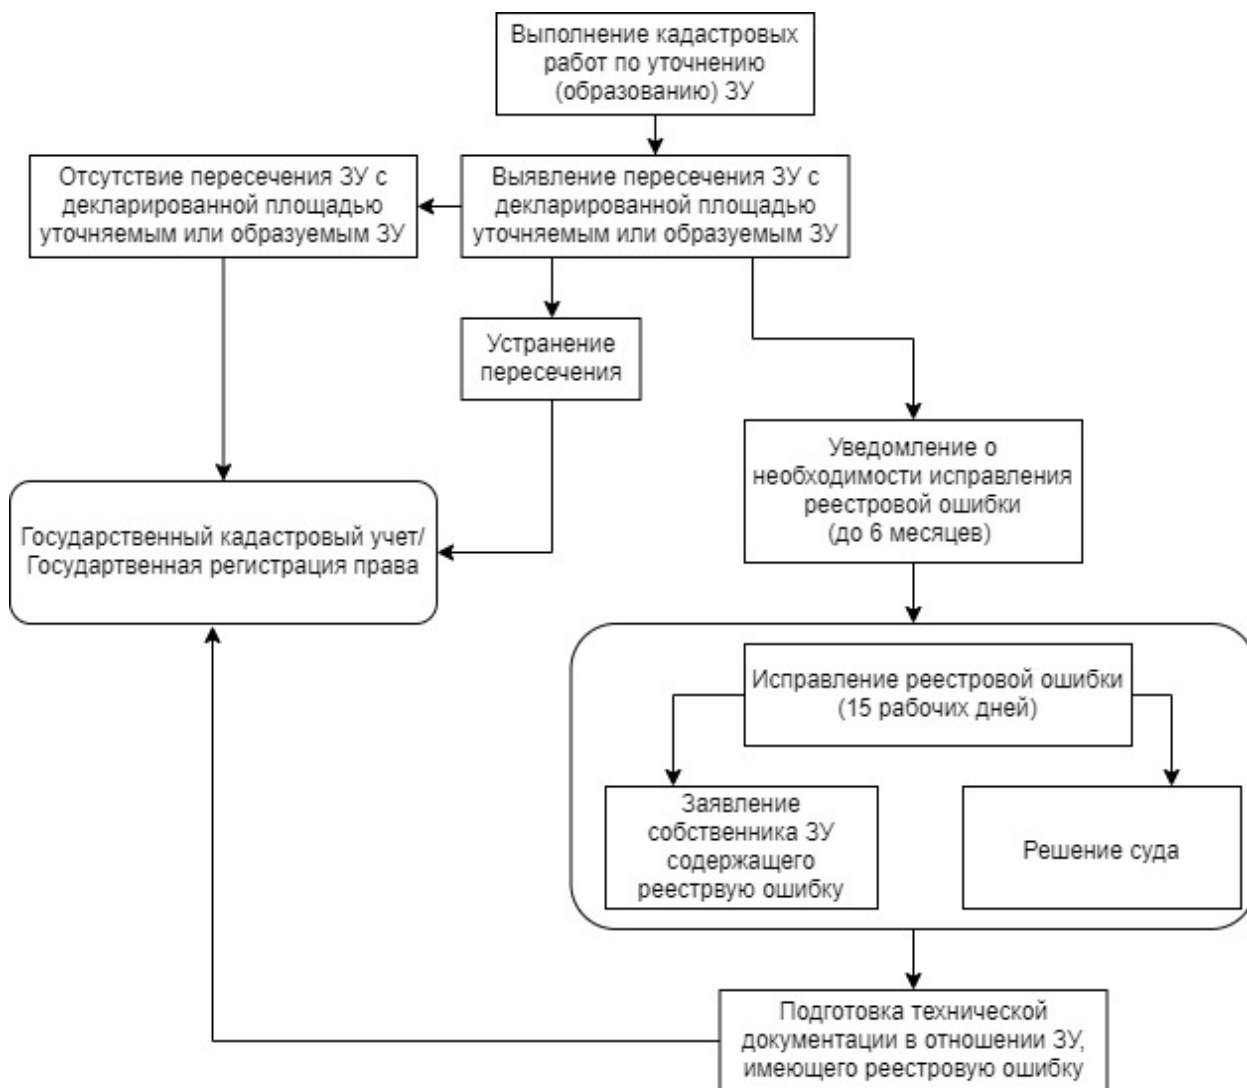 Выполнение кадастровых
работ по уточнению
(образованию) ЗУ
Отсутствие пересечения ЗУ с
декларированной площадью
уточняемым или образуемым ЗУ
Выявление пересечения ЗУ с
декларированной площадью
уточняемым или образуемым ЗУ
Устранение
пересечения
Уведомление о
необходимости исправления
реестровой ошибки
(до 6 месяцев)
Государственный кадастровый учет/
Государтвенная регистрация права
Исправление реестровой ошибки
(15 рабочих дней)
Заявление
собственника ЗУ
содержащего
реестрвую ошибку
Решение суда
Подготовка технической
документации в отношении ЗУ,
имеющего реестровую ошибку